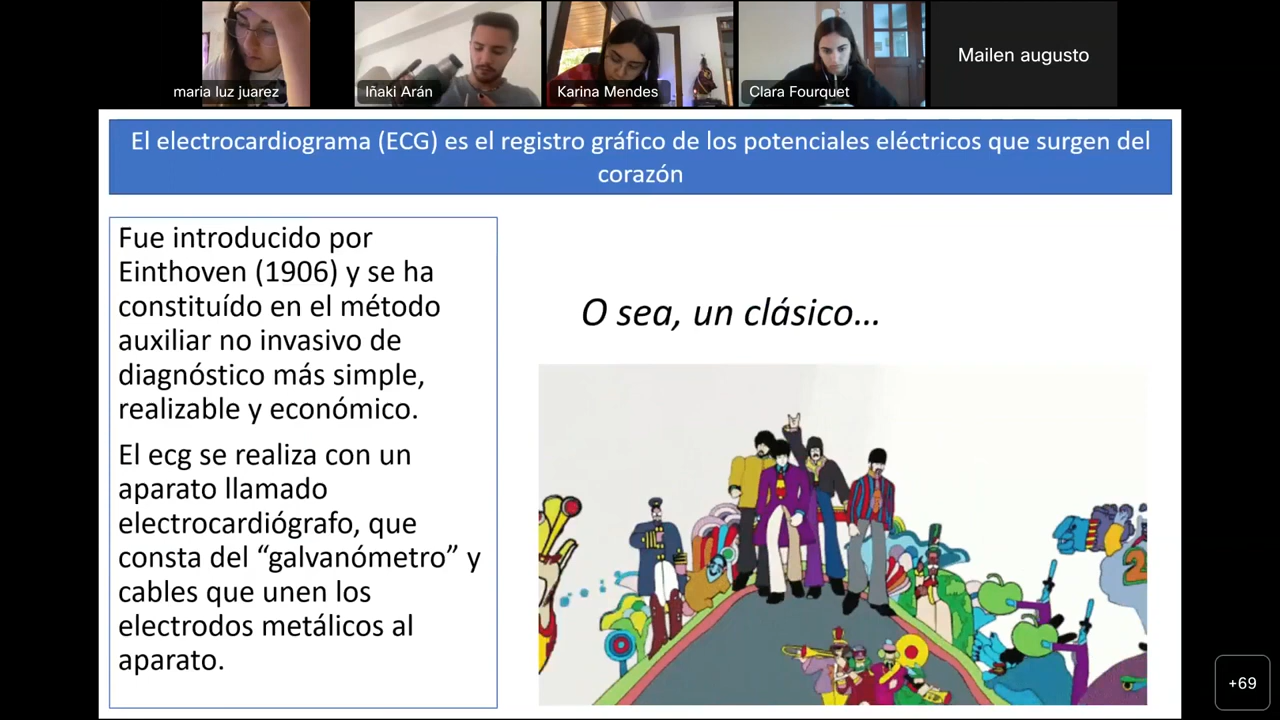 maria luz juarez
Iñaki Arán
Karina Mendes
Clara Fourquet
Mailen augusto
El electrocardiograma (ECG) es el registro gráfico de los potenciales eléctricos que surgen del
corazón
Fue introducido por
Einthoven (1906) y se ha
constituído en el método
auxiliar no invasivo de
diagnóstico más simple,
realizable y económico.
El ecg se realiza con un
aparato llamado
electrocardiógrafo, que
consta del “galvanómetro” y
cables que unen los
electrodos metálicos al
aparato.
O sea, un clásico...
2
+69